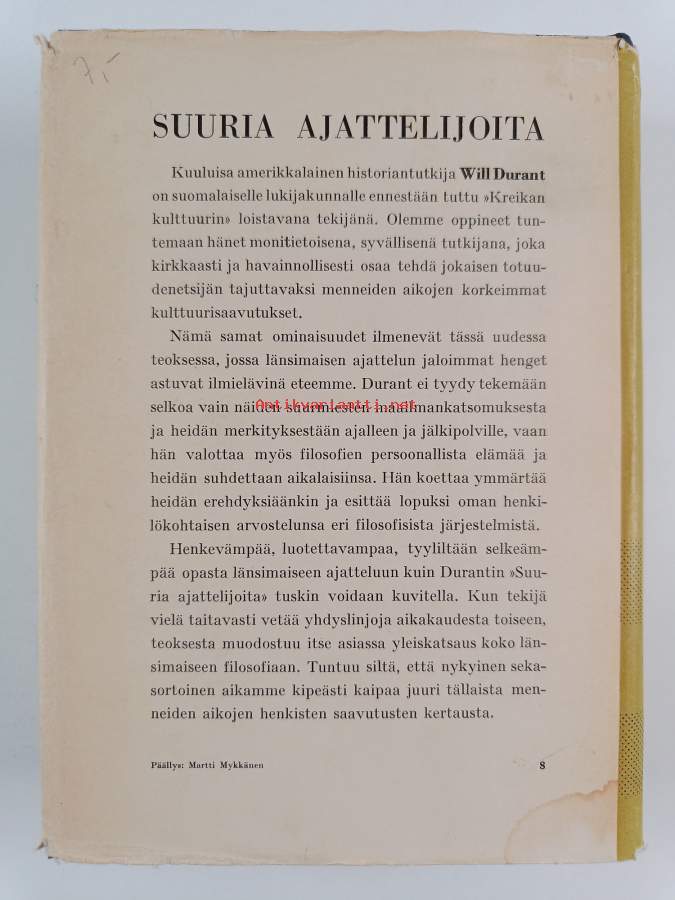 7,-
SUURIA AJATTELIJOITA
Kuuluisa amerikkalainen historiantutkija Will Durant
on suomalaiselle lukijakunnalle ennestään tuttu »Kreikan
kulttuurin» loistavana tekijänä. Olemme oppineet tun-
temaan hänet monitietoisena, syvällisenä tutkijana, joka
kirkkaasti ja havainnollisesti osaa tehdä jokaisen totuu-
denetsijän tajuttavaksi menneiden aikojen korkeimmat
kulttuurisaavutukset.
Nämä samat ominaisuudet ilmenevät tässä uudessa
teoksessa, jossa länsimaisen ajattelun jaloimmat henget
astuvat ilmielävinä eteemme. Durant ei tyydy tekemään
selkoa vain näiden suurmiesten maailmankatsomuksesta
Antikvariaatti.net
ja heidän merkityksestään ajalleen ja jälkipolville, vaan
hän valottaa myös filosofien persoonallista elämää ja
heidän suhdettaan aikalaisiinsa. Hän koettaa ymmärtää
heidän erehdyksiäänkin ja esittää lopuksi oman henki-
lökohtaisen arvostelunsa eri filosofisista järjestelmistä.
Henkevämpää, luotettavampaa, tyyliltään selkeäm-
pää opasta länsimaiseen ajatteluun kuin Durantin »Suu-
ria ajattelijoita» tuskin voidaan kuvitella. Kun tekijä
vielä taitavasti vetää yhdyslinjoja aikakaudesta toiseen,
teoksesta muodostuu itse asiassa yleiskatsaus koko län-
simaiseen filosofiaan. Tuntuu siltä, että nykyinen seka-
sortoinen aikamme kipeästi kaipaa juuri tällaista men-
neiden aikojen henkisten saavutusten kertausta.
Päällys: Martti Mykkänen 8